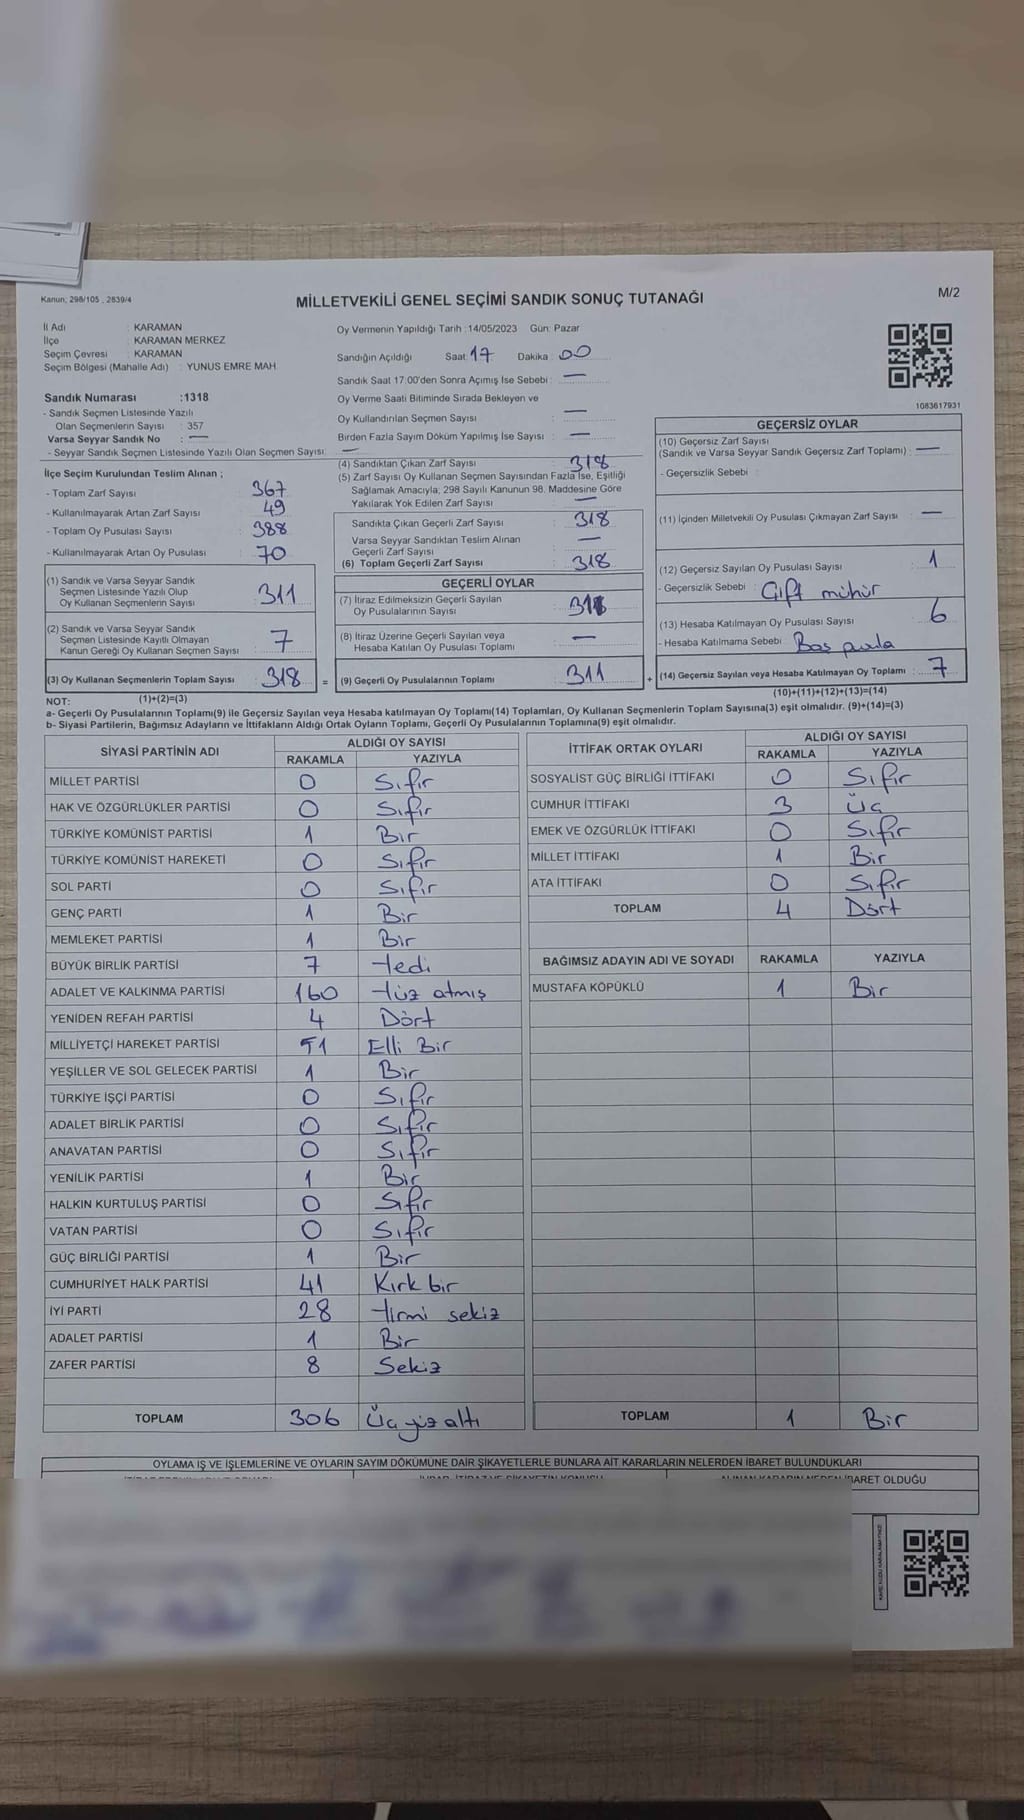 Kanun; 298/105 , 2839/4
MİLLETVEKİLİ GENEL SEÇİMİ SANDIK SONUÇ TUTANAĞI
M/2
İl Adı : KARAMAN
İlçe : KARAMAN MERKEZ
Seçim Çevresi : KARAMAN
Seçim Bölgesi (Mahalle Adı) : YUNUS EMRE MAH.
Sandık Numarası :1318
- Sandık Seçmen Listesinde Yazılı
Olan Seçmenlerin Sayısı : 357
Varsa Seyyar Sandık No : —
- Seyyar Sandık Seçmen Listesinde Yazılı Olan Seçmen Sayısı: —
Oy Vermenin Yapıldığı Tarih :14/05/2023 Gün: Pazar
Sandığın Açıldığı Saat: 17 Dakika : 00
Sandık Saat 17:00'den Sonra Açımış İse Sebebi : —
Oy Verme Saati Bitiminde Sırada Bekleyen ve
Oy Kullandırılan Seçmen Sayısı : —
Birden Fazla Sayım Döküm Yapılmış İse Sayısı : —
1083617931
İlçe Seçim Kurulundan Teslim Alınan ;
- Toplam Zarf Sayısı : 367
- Kullanılmayarak Artan Zarf Sayısı : 49
- Toplam Oy Pusulası Sayısı : 388
- Kullanılmayarak Artan Oy Pusulası : 70
(1) Sandık ve Varsa Seyyar Sandık
Seçmen Listesinde Yazılı Olup
Oy Kullanan Seçmenlerin Sayısı : 311
(2) Sandık ve Varsa Seyyar Sandık
Seçmen Listesinde Kayıtlı Olmayan
Kanun Gereği Oy Kullanan Seçmen Sayısı : 7
(3) Oy Kullanan Seçmenlerin Toplam Sayısı : 318 =
(1)+(2)=(3)
(4) Sandıktan Çıkan Zarf Sayısı : 318
(5) Zarf Sayısı Oy Kullanan Seçmen Sayısından Fazla İse, Eşitliği
Sağlamak Amacıyla; 298 Sayılı Kanunun 98. Maddesine Göre
Yakılarak Yok Edilen Zarf Sayısı : —
Sandıkta Çıkan Geçerli Zarf Sayısı : 318
Varsa Seyyar Sandıktan Teslim Alınan
Geçerli Zarf Sayısı : —
(6) Toplam Geçerli Zarf Sayısı : 318
GEÇERLİ OYLAR
(7) İtiraz Edilmeksizin Geçerli Sayılan
Oy Pusulalarının Sayısı :
(8) İtiraz Üzerine Geçerli Sayılan veya
Hesaba Katılan Oy Pusulası Toplamı : —
(9) Geçerli Oy Pusulalarının Toplamı : 311 +
GEÇERSİZ OYLAR
(10) Geçersiz Zarf Sayısı
(Sandık ve Varsa Seyyar Sandık Geçersiz Zarf Toplamı) : —
- Geçersizlik Sebebi :
(11) İçinden Milletvekili Oy Pusulası Çıkmayan Zarf Sayısı : —
(12) Geçersiz Sayılan Oy Pusulası Sayısı : 1
- Geçersizlik Sebebi : Çift mühür
(13) Hesaba Katılmayan Oy Pusulası Sayısı : 6
- Hesaba Katılmama Sebebi : Boş pusla
(14) Geçersiz Sayılan veya Hesaba Katılmayan Oy Toplamı : 7
(10)+(11)+(12)+(13)=(14)
NOT:
a- Geçerli Oy Pusulalarının Toplamı(9) ile Geçersiz Sayılan veya Hesaba katılmayan Oy Toplamı(14) Toplamları, Oy Kullanan Seçmenlerin Toplam Sayısına(3) eşit olmalıdır. (9)+(14)=(3)
b- Siyasi Partilerin, Bağımsız Adayların ve İttifakların Aldığı Ortak Oyların Toplamı, Geçerli Oy Pusulalarının Toplamına(9) eşit olmalıdır.
SİYASİ PARTİNİN ADI ALDIĞI OY SAYISI
RAKAMLA YAZIYLA
MİLLET PARTİSİ 0 Sıfır
HAK VE ÖZGÜRLÜKLER PARTİSİ 0 Sıfır
TÜRKİYE KOMÜNİST PARTİSİ 1 Bir
TÜRKİYE KOMÜNİST HAREKETİ 0 Sıfır
SOL PARTİ 0 Sıfır
GENÇ PARTİ 1 Bir
MEMLEKET PARTİSİ 1 Bir
BÜYÜK BİRLİK PARTİSİ 7 Yedi
ADALET VE KALKINMA PARTİSİ 160 Yüz atmış
YENİDEN REFAH PARTİSİ 4 Dört
MİLLİYETÇİ HAREKET PARTİSİ 51 Elli Bir
YEŞİLLER VE SOL GELECEK PARTİSİ 1 Bir
TÜRKİYE İŞÇİ PARTİSİ 0 Sıfır
ADALET BİRLİK PARTİSİ 0 Sıfır
ANAVATAN PARTİSİ 0 Sıfır
YENİLİK PARTİSİ 1 Bir
HALKIN KURTULUŞ PARTİSİ 0 Sıfır
VATAN PARTİSİ 0 Sıfır
GÜÇ BİRLİĞİ PARTİSİ 1 Bir
CUMHURİYET HALK PARTİSİ 41 Kırk bir
İYİ PARTİ 28 Yirmi sekiz
ADALET PARTİSİ 1 Bir
ZAFER PARTİSİ 8 Sekiz
TOPLAM 306 Üç yüz altı
İTTİFAK ORTAK OYLARI ALDIĞI OY SAYISI
RAKAMLA YAZIYLA
SOSYALİST GÜÇ BİRLİĞİ İTTİFAKI 0 Sıfır
CUMHUR İTTİFAKI 3 Üç
EMEK VE ÖZGÜRLÜK İTTİFAKI 0 Sıfır
MİLLET İTTİFAKI 1 Bir
ATA İTTİFAKI 0 Sıfır
TOPLAM 4 Dört
BAĞIMSIZ ADAYIN ADI VE SOYADI RAKAMLA YAZIYLA
MUSTAFA KÖPÜKLÜ 1 Bir
TOPLAM 1 Bir
OYLAMA İŞ VE İŞLEMLERİNE VE OYLARIN SAYIM DÖKÜMÜNE DAİR ŞİKAYETLERLE BUNLARA AİT KARARLARIN NELERDEN İBARET BULUNDUKLARI
ALINAN KARARIN NEDEN İBARET OLDUĞU